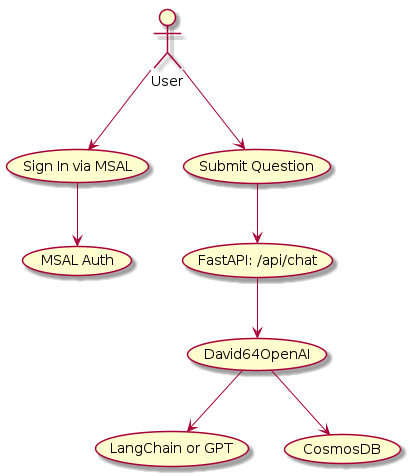 User
Sign In via MSAL
Submit Question
MSAL Auth
FastAPI: /api/chat
David64OpenAI
LangChain or GPT
CosmosDB